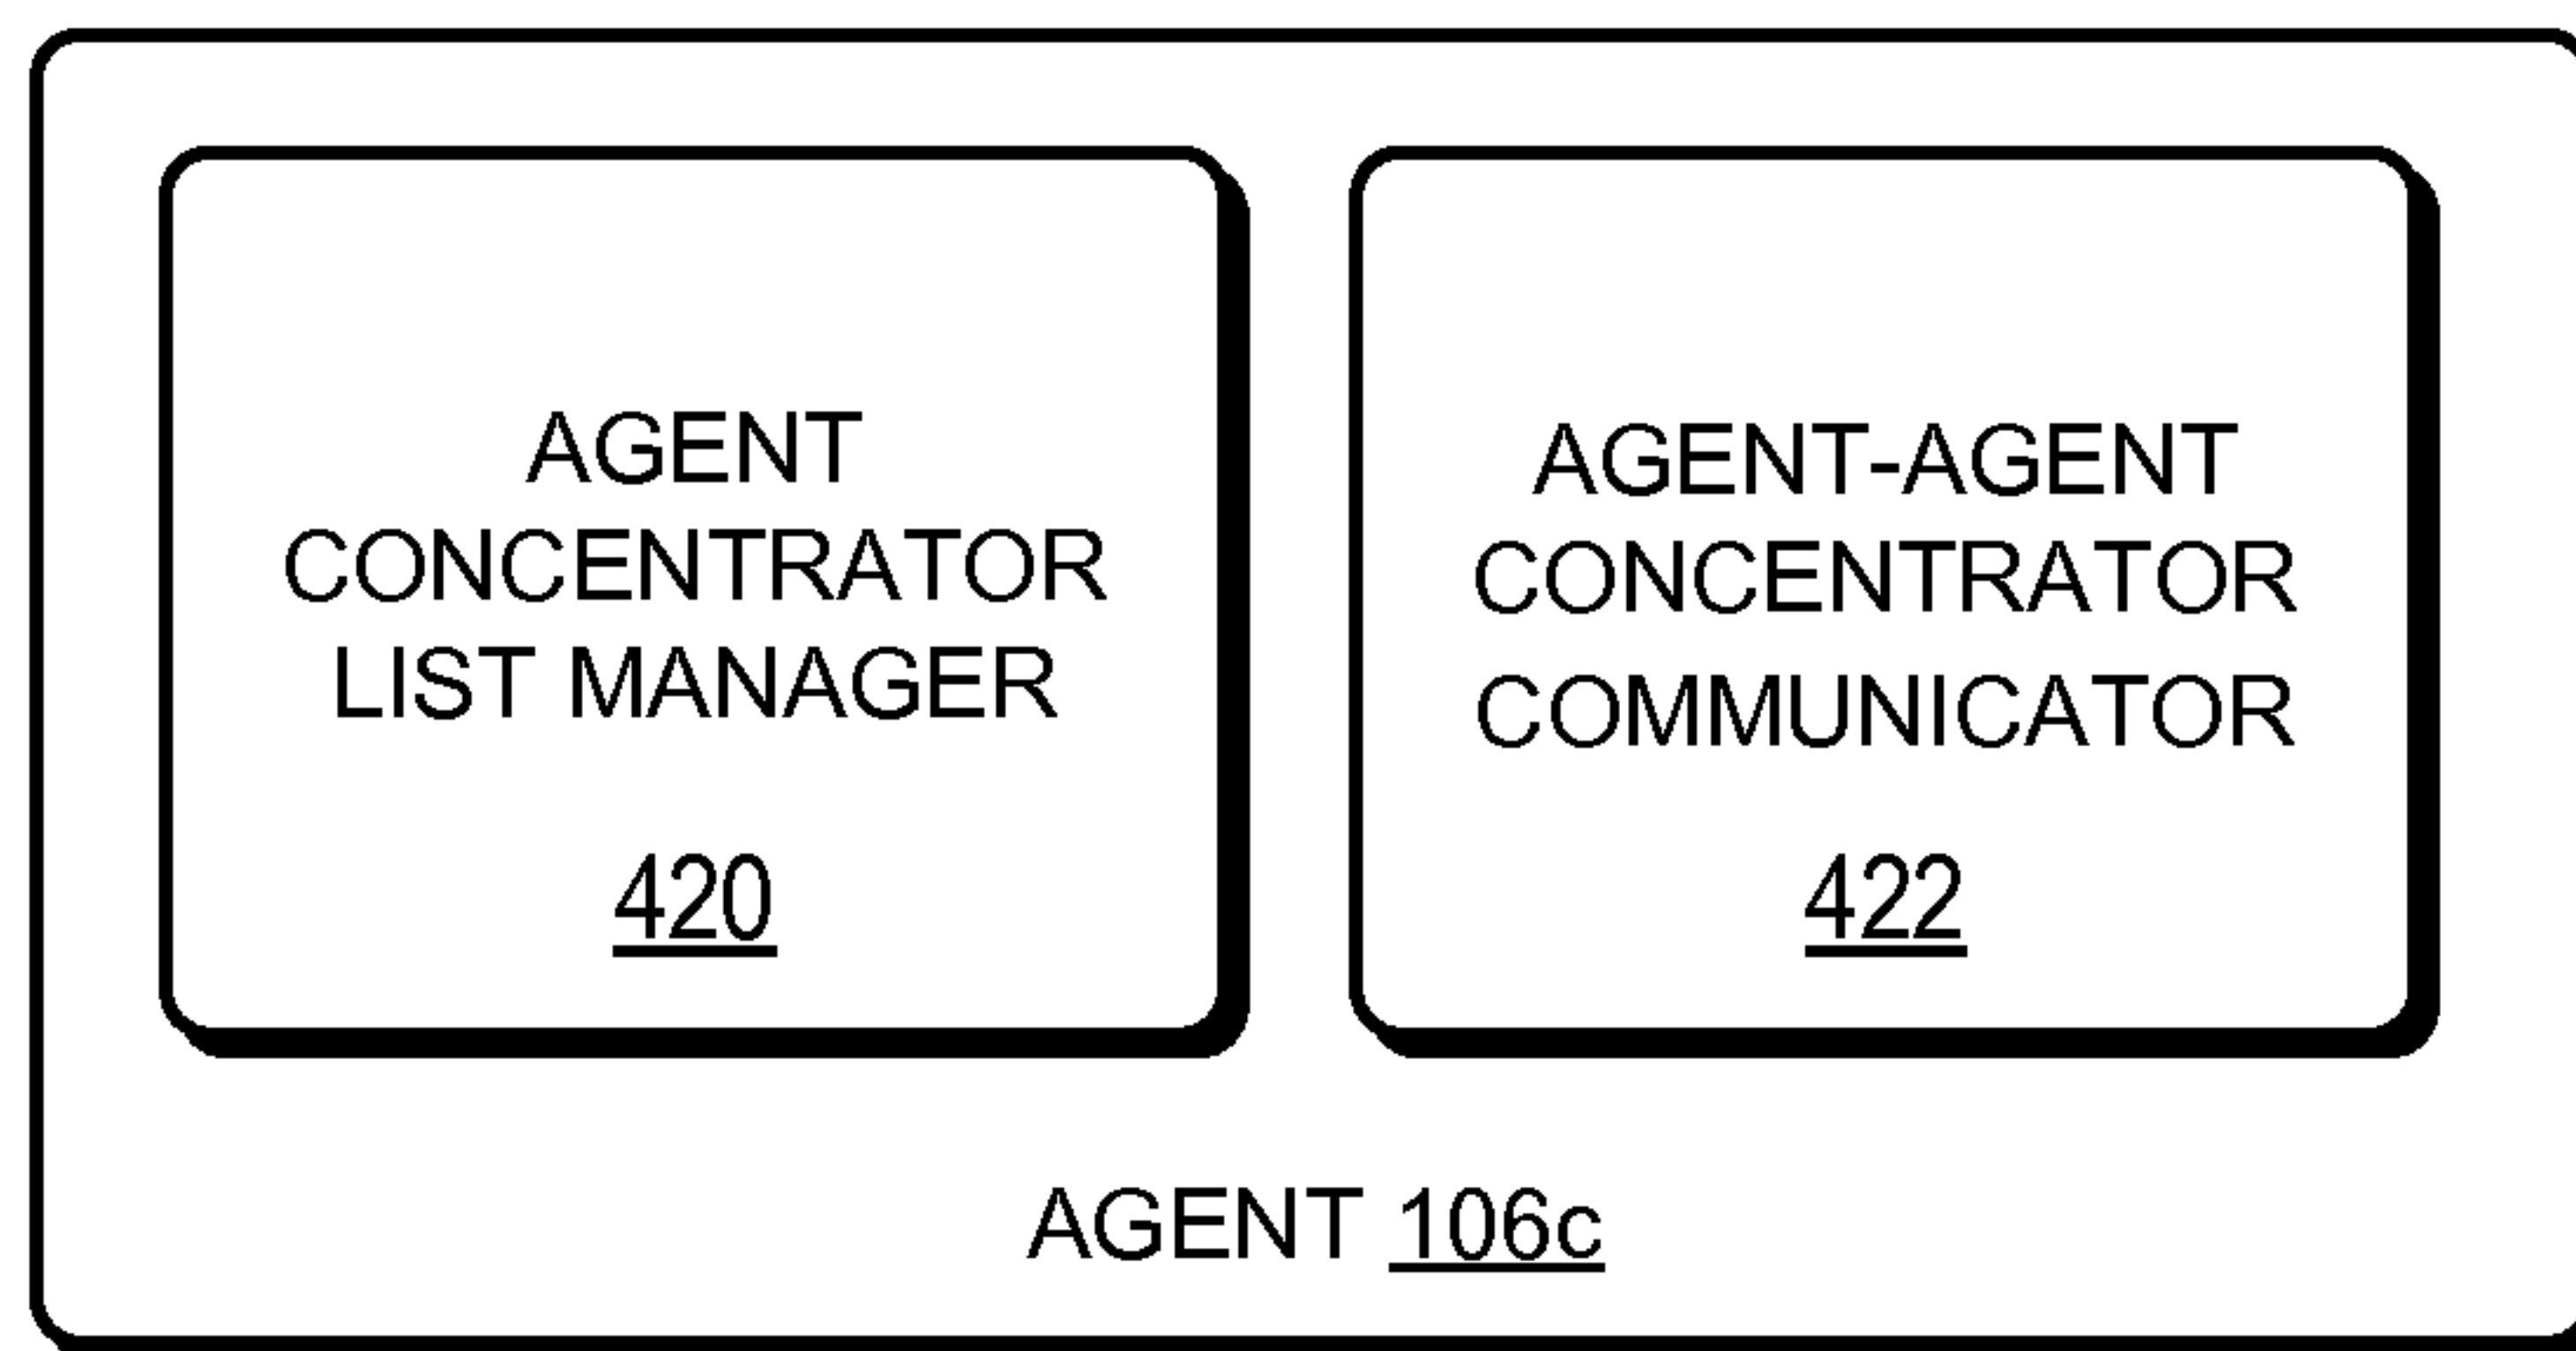 AGENT
CONCENTRATOR
LIST MANAGER
420
AGENT-AGENT
CONCENTRATOR
COMMUNICATOR
422
AGENT 106c